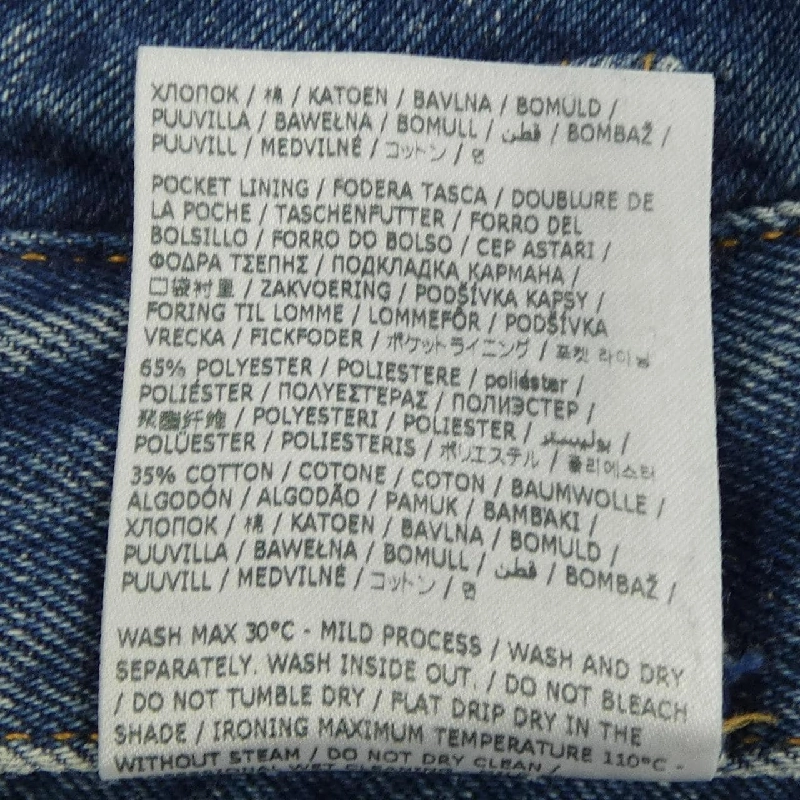 ХЛОПОК / 棉 / KATOEN / BAVLNA / BOMULD /
PUUVILLA / BAWEŁNA / BOMULL / قطن / BOMBAŽ /
PUUVILL / MEDVILNĖ / コットン / 면
POCKET LINING / FODERA TASCA / DOUBLURE DE
LA POCHE / TASCHENFUTTER / FORRO DEL
BOLSILLO / FORRO DO BOLSO / CEP ASTARI /
ΦΟΔΡΑ ΤΣΕΠΗΣ / ПОДКЛАДКА КАРМАНА /
口袋衬里 / ZAKVOERING / PODŠÍVKA KAPSY /
FORING TIL LOMME / LOMMEFÔR / PODŠÍVKA
VRECKA / FICKFODER / ポケットライニング / 포켓 라이닝
65% POLYESTER / POLIESTERE / poliéster /
POLIÉSTER / ΠΟΛΥΕΣΤΕΡΑΣ / ПОЛИЭСТЕР /
聚酯纤维 / POLYESTERI / POLIESTER / بوليستر /
POLÜESTER / POLIESTERIS / ポリエステル / 폴리에스터
35% COTTON / COTONE / COTON / BAUMWOLLE /
ALGODÓN / ALGODÃO / PAMUK / ΒΑΜΒΑΚΙ /
ХЛОПОК / 棉 / KATOEN / BAVLNA / BOMULD /
PUUVILLA / BAWEŁNA / BOMULL / قطن / BOMBAŽ /
PUUVILL / MEDVILNĖ / コットン / 면
WASH MAX 30°C - MILD PROCESS / WASH AND DRY
SEPARATELY. WASH INSIDE OUT. / DO NOT BLEACH
/ DO NOT TUMBLE DRY / FLAT DRIP DRY IN THE
SHADE / IRONING MAXIMUM TEMPERATURE 110°C -
WITHOUT STEAM / DO NOT DRY CLEAN /